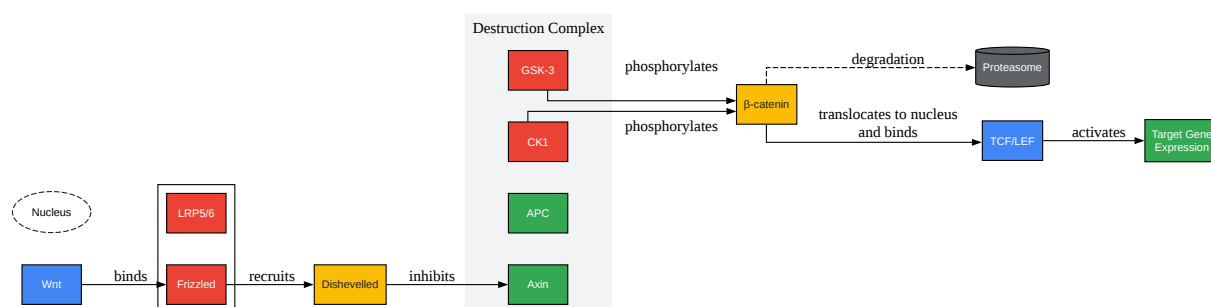 Destruction Complex
GSK-3
phosphorylates
degradation
Proteasome
β-catenin
translocates to nucleus
and binds
phosphorylates
CK1
TCF/LEF
activates
Target Gene
Expression
Nucleus
LRP5/6
APC
Wnt
binds
Frizzled
recruits
Dishevelled
inhibits
Axin